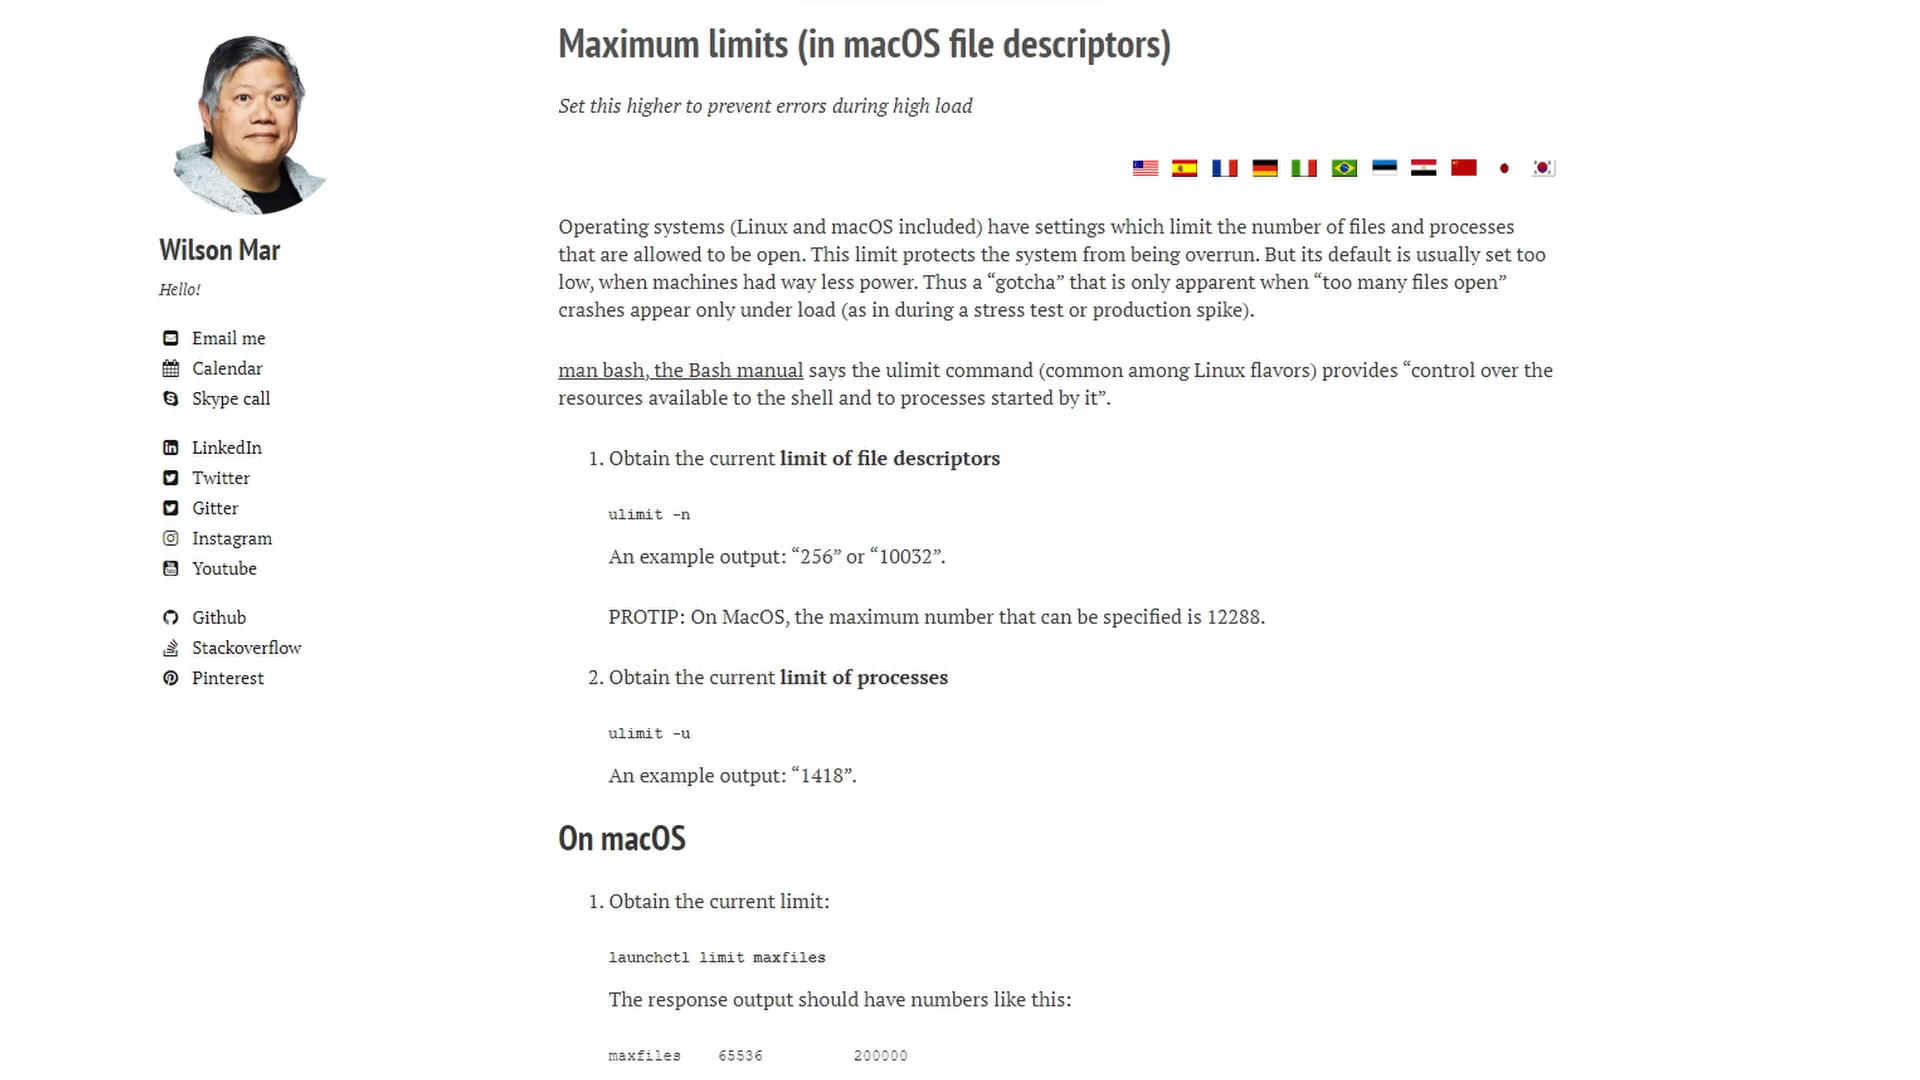 Wilson Mar
Hello!
Email me
Calendar
Skype call
LinkedIn
Twitter
Gitter
Instagram
Youtube
Github
Stackoverflow
Pinterest
Maximum limits (in macOS file descriptors)
Set this higher to prevent errors during high load
Operating systems (Linux and macOS included) have settings which limit the number of files and processes
that are allowed to be open. This limit protects the system from being overrun. But its default is usually set too
low, when machines had way less power. Thus a “gotcha” that is only apparent when “too many files open”
crashes appear only under load (as in during a stress test or production spike).
man bash, the Bash manual says the ulimit command (common among Linux flavors) provides “control over the
resources available to the shell and to processes started by it”.
1. Obtain the current limit of file descriptors
ulimit -n
An example output: “256” or “10032”.
PROTIP: On MacOS, the maximum number that can be specified is 12288.
2. Obtain the current limit of processes
ulimit -u
An example output: “1418”.
On macOS
1. Obtain the current limit:
launchctl limit maxfiles
The response output should have numbers like this:
maxfiles    65536          200000